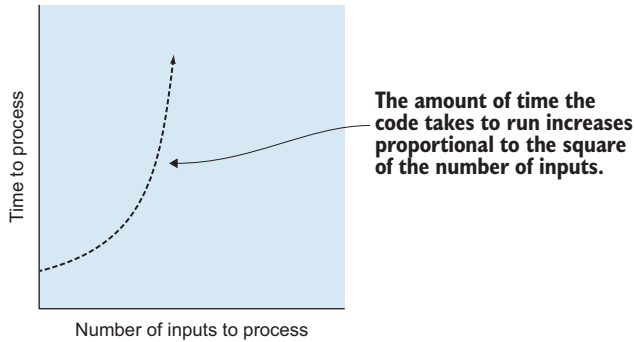 Time to process
The amount of time the
code takes to run increases
proportional to the square
of the number of inputs.
Number of inputs to process